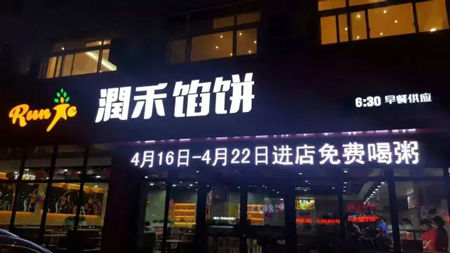 Run He
潤禾 馅饼
6:30 早餐供应
4月16日-4月22日进店免费喝粥